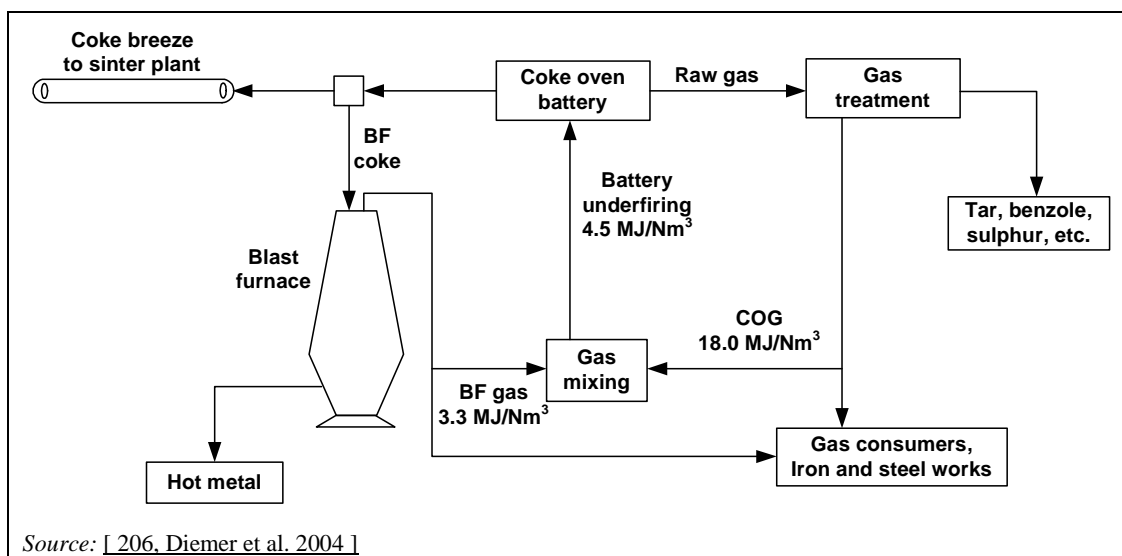 Coke breeze
to sinter plant
Coke oven
battery
Raw gas
Gas
treatment
BF
coke
Battery
underfiring
4.5 MJ/Nm³
Tar, benzole,
sulphur, etc.
Blast
furnace
COG
18.0 MJ/Nm³
Gas
mixing
BF gas
3.3 MJ/Nm³
Gas consumers,
Iron and steel works
Hot metal
Source: [ 206, Diemer et al. 2004 ]